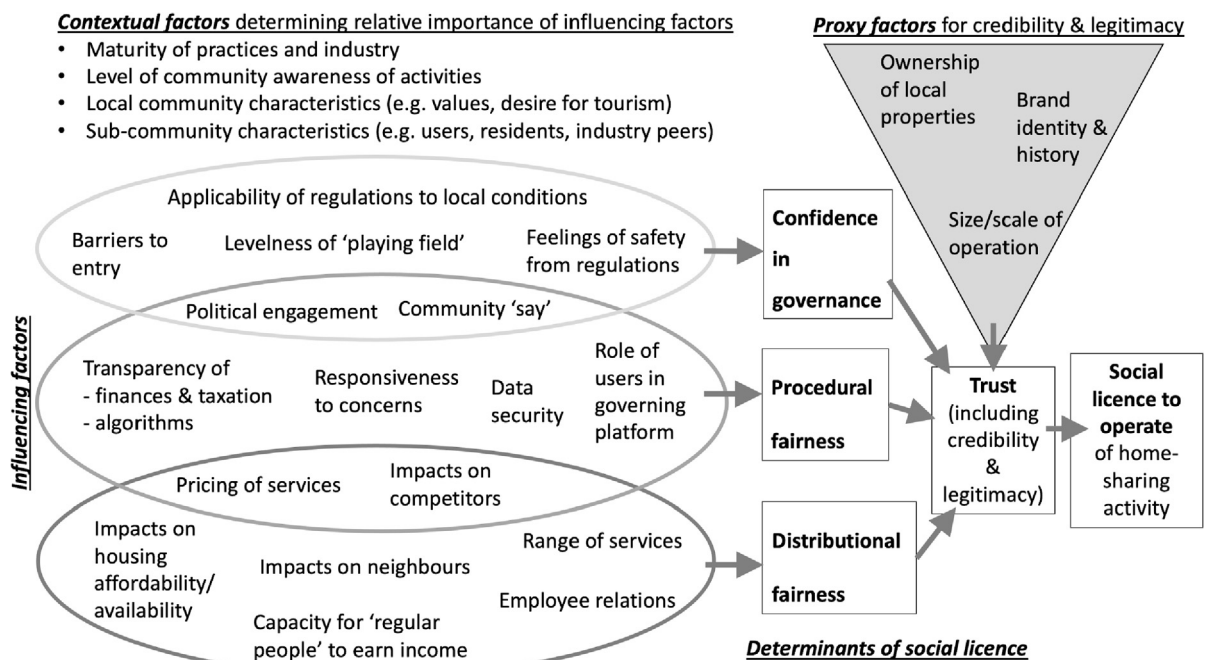 Contextual factors determining relative importance of influencing factors
• Maturity of practices and industry
• Level of community awareness of activities
• Local community characteristics (e.g. values, desire for tourism)
• Sub-community characteristics (e.g. users, residents, industry peers)
Proxy factors for credibility & legitimacy
Ownership
of local
properties
Brand
identity &
history
Size/scale of
operation
Influencing factors
Applicability of regulations to local conditions
Barriers to
entry
Levelness of ‘playing field’
Feelings of safety
from regulations
Political engagement
Community ‘say’
Transparency of
- finances & taxation
- algorithms
Responsiveness
to concerns
Data
security
Role of
users in
governing
platform
Pricing of services
Impacts on
competitors
Impacts on
housing
affordability/
availability
Impacts on neighbours
Range of services
Employee relations
Capacity for ‘regular
people’ to earn income
Confidence
in
governance
Procedural
fairness
Distributional
fairness
Trust
(including
credibility
&
legitimacy)
Social
licence to
operate
of home-
sharing
activity
Determinants of social licence